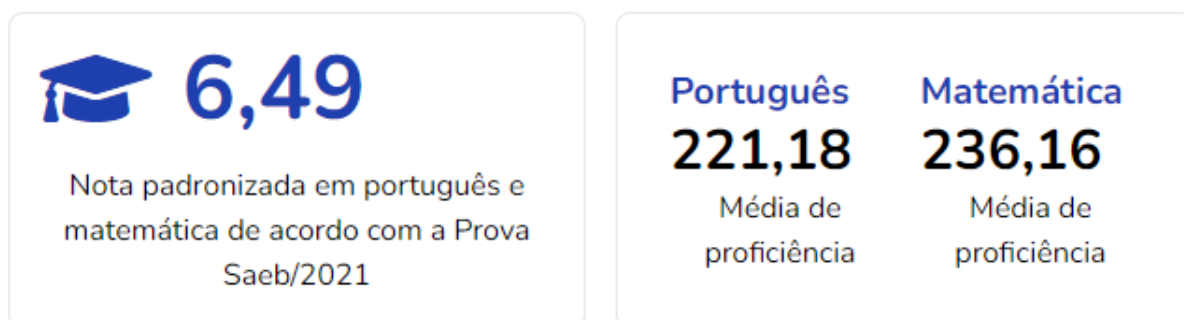 6,49
Nota padronizada em português e
matemática de acordo com a Prova
Saeb/2021
Português
221,18
Média de
proficiência
Matemática
236,16
Média de
proficiência